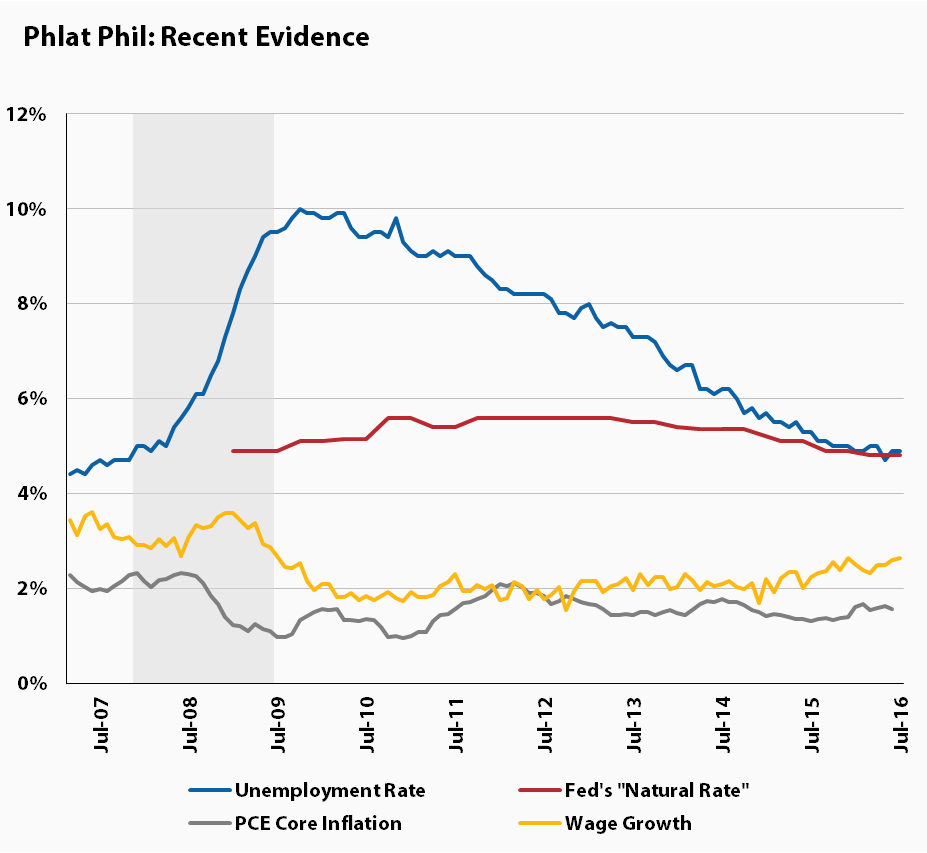 Phlat Phil: Recent Evidence
12%
10%
8%
6%
4%
2%
0%
Jul-07
Jul-08
Jul-09
Jul-10
Jul-11
Jul-12
Jul-13
Jul-14
Jul-15
Jul-16
Unemployment Rate
Fed's "Natural Rate"
PCE Core Inflation
Wage Growth